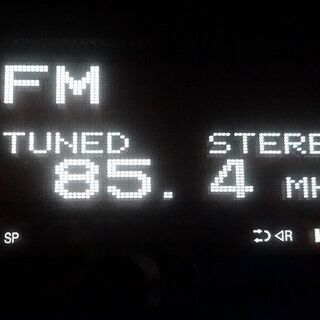 FM
TUNED STERE
85.4 MH
SP R